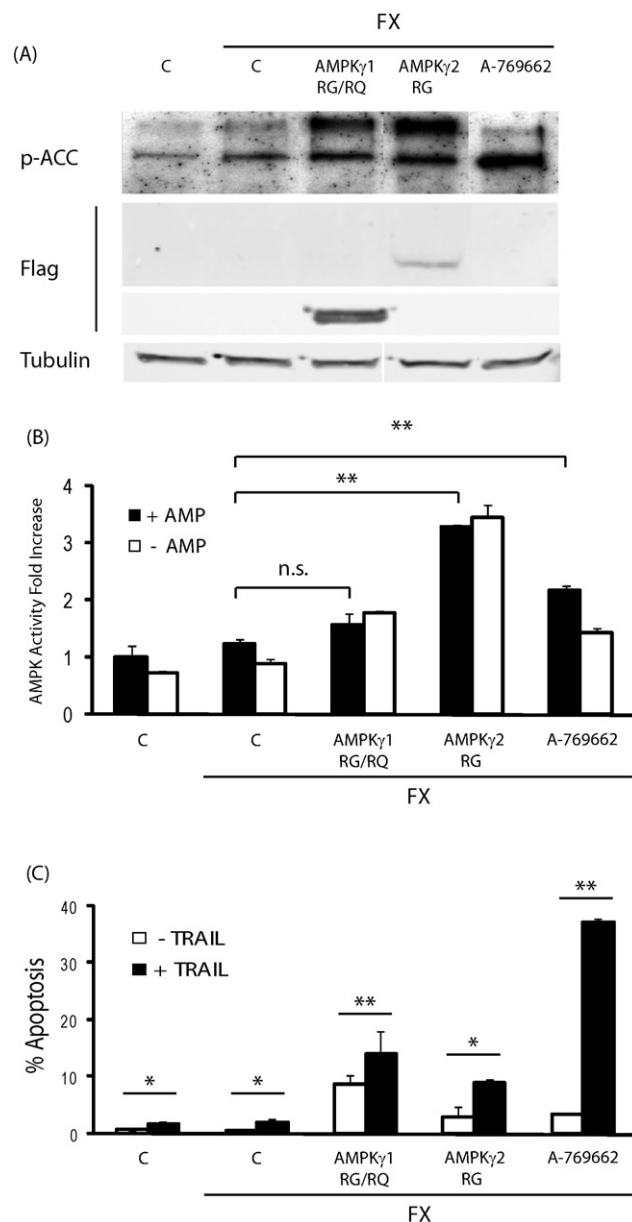 FX
(A)
C C AMPKγ1 AMPKγ2 A-769662
RG/RQ RG
p-ACC
Flag
Tubulin
(B)
**
**
n.s.
AMPK Activity Fold Increase
4
3
2
1
0
+ AMP
- AMP
C C AMPKγ1 AMPKγ2 A-769662
RG/RQ RG
FX
(C)
% Apoptosis
40
30
20
10
0
- TRAIL
+ TRAIL
* * ** * **
C C AMPKγ1 AMPKγ2 A-769662
RG/RQ RG
FX